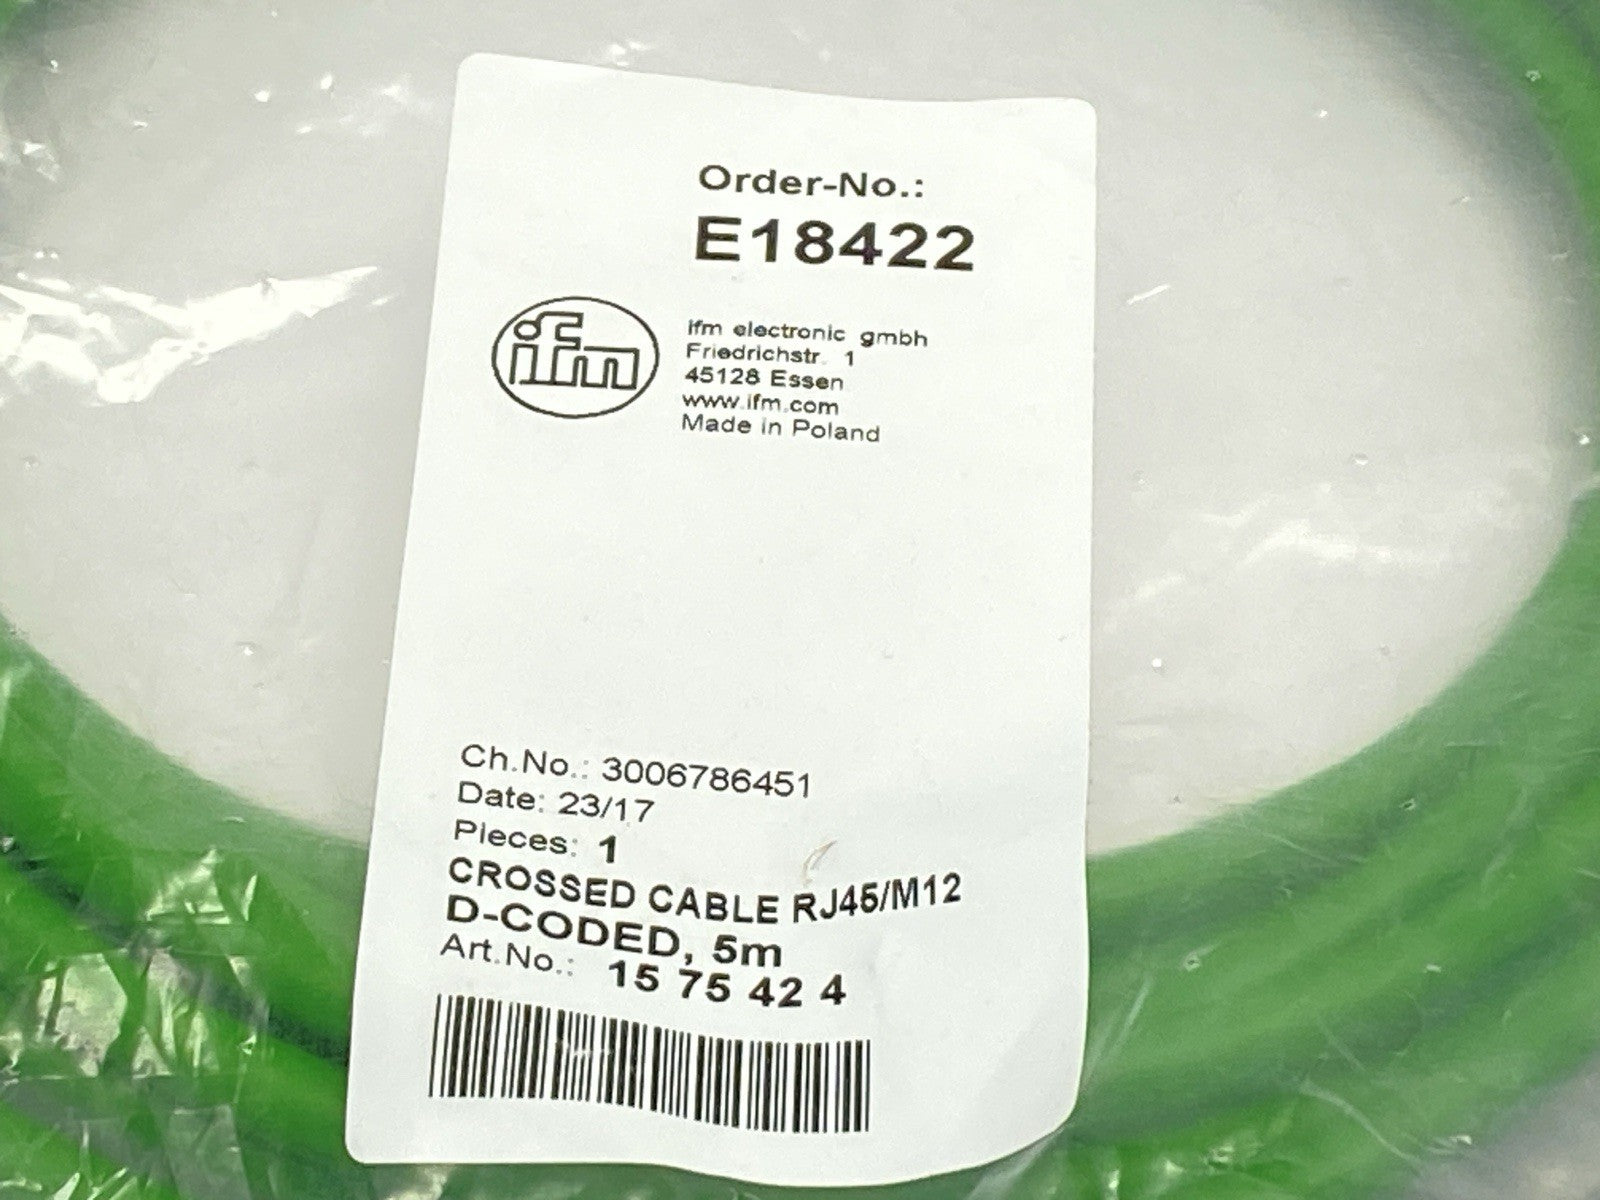 Order-No.:
E18422
ifm
ifm electronic gmbh
Friedrichstr. 1
45128 Essen
www.ifm.com
Made in Poland
Ch.No.: 3006786451
Date: 23/17
Pieces: 1
CROSSED CABLE RJ45/M12
D-CODED, 5m
Art.No.: 15 75 42 4